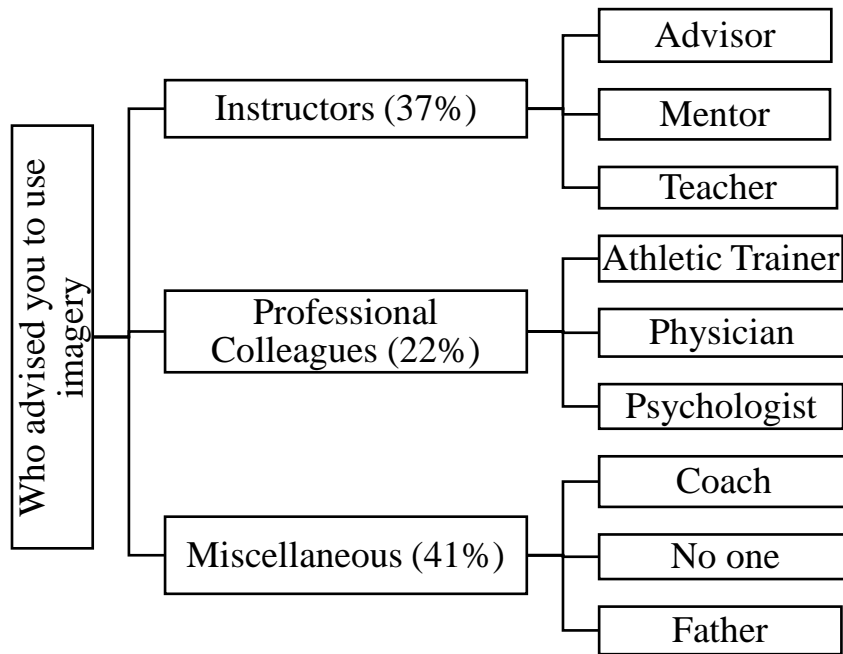 Who advised you to use
imagery
Instructors (37%)
Advisor
Mentor
Teacher
Professional
Colleagues (22%)
Athletic Trainer
Physician
Psychologist
Miscellaneous (41%)
Coach
No one
Father